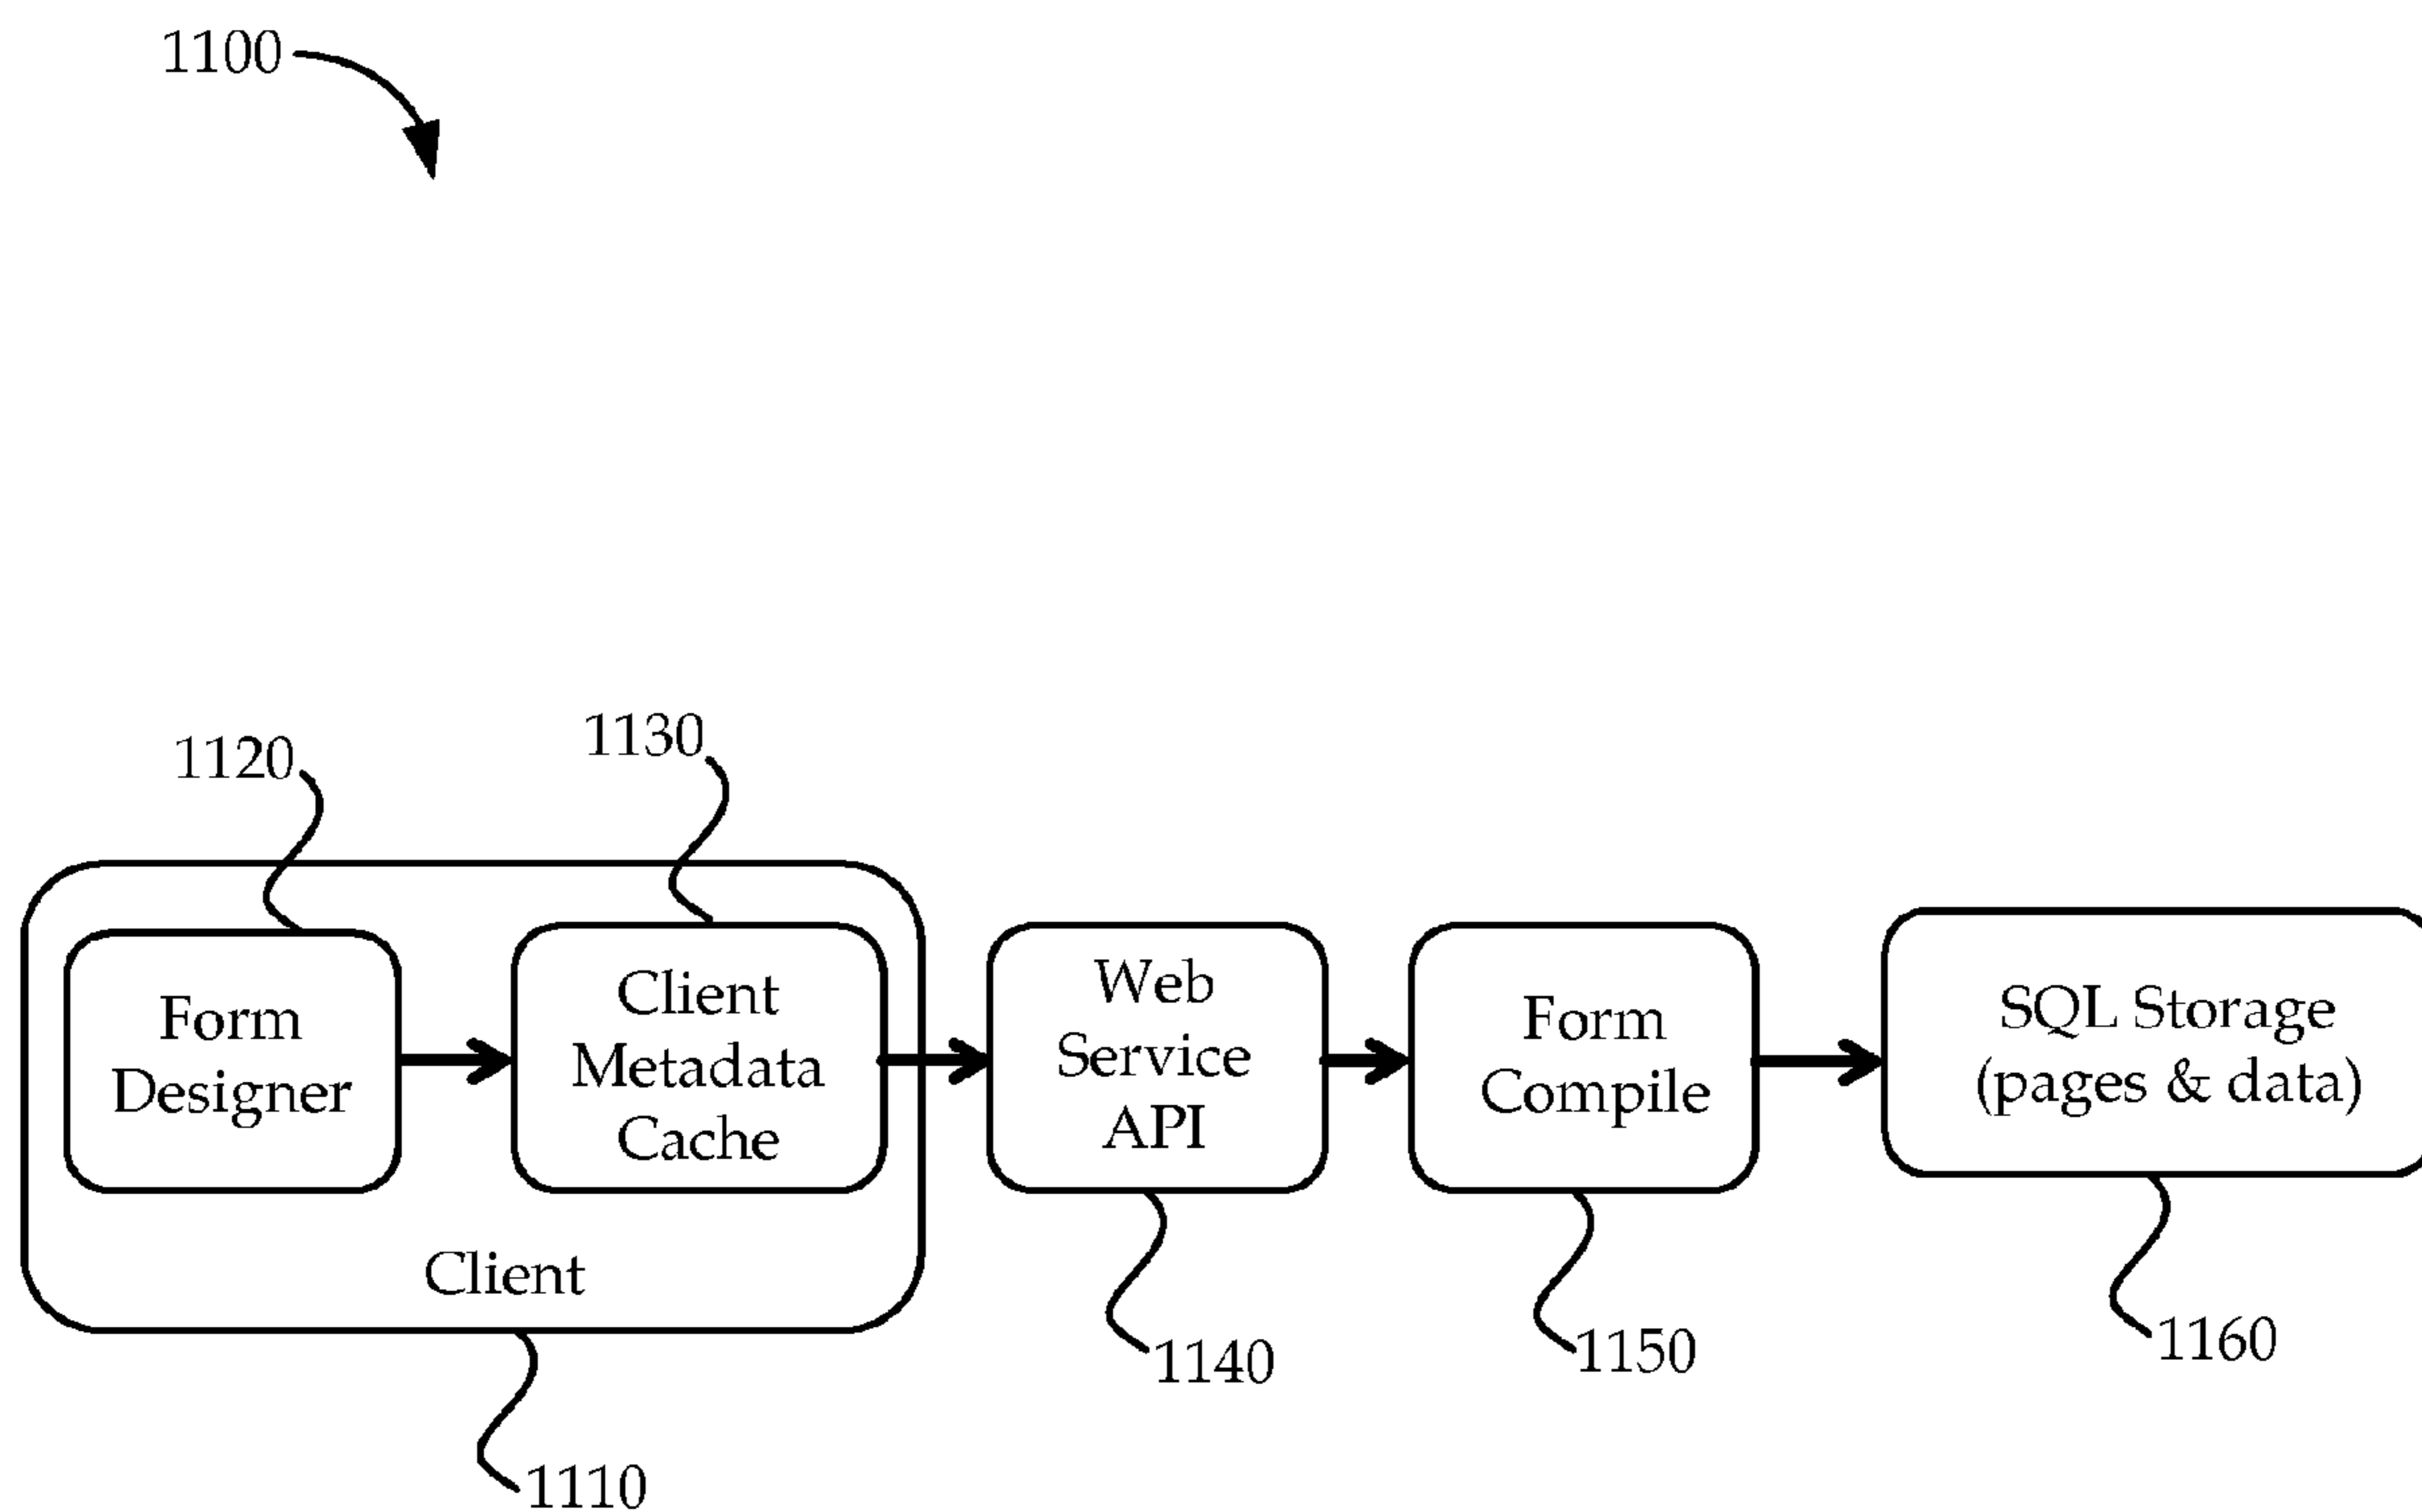 1100
1120
1130
Form
Designer
Client
Metadata
Cache
Client
1110
Web
Service
API
1140
Form
Compile
1150
SQL Storage
(pages & data)
1160